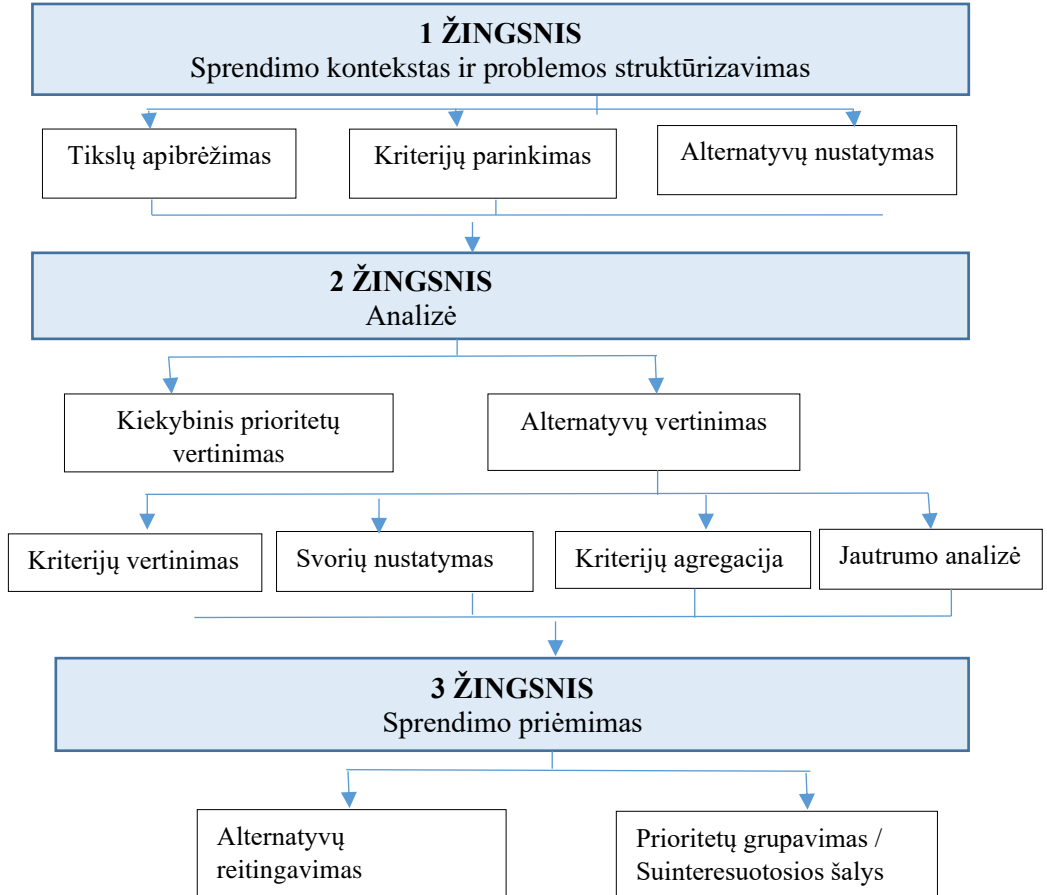 1 ŽINGSNIS
Sprendimo kontekstas ir problemos struktūrizavimas
Tikslų apibrėžimas
Kriterijų parinkimas
Alternatyvų nustatymas
2 ŽINGSNIS
Analizė
Kiekybinis prioritetų
vertinimas
Alternatyvų vertinimas
Kriterijų vertinimas
Svorių nustatymas
Kriterijų agregacija
Jautrumo analizė
3 ŽINGSNIS
Sprendimo priėmimas
Alternatyvų
reitingavimas
Prioritetų grupavimas /
Suinteresuotosios šalys